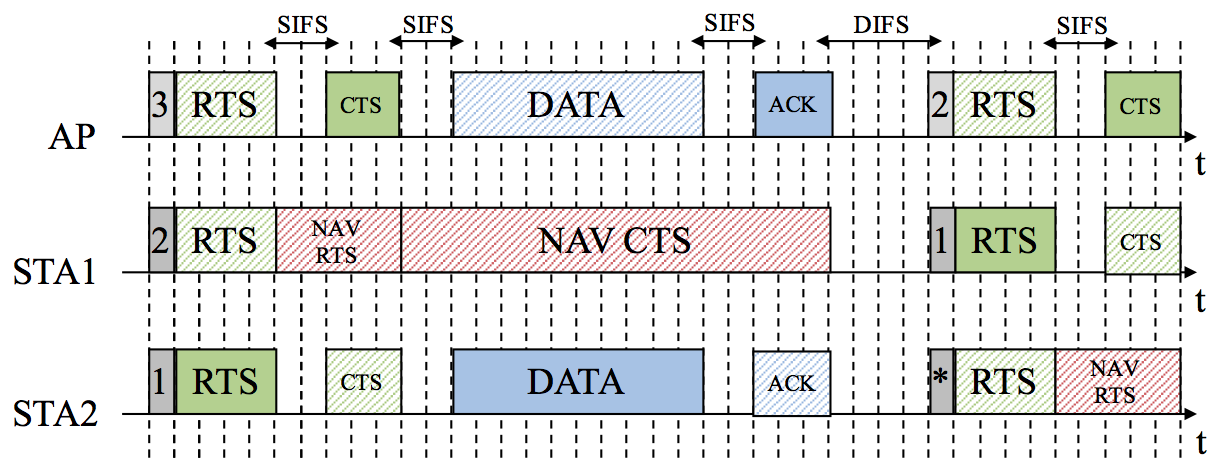 SIFS SIFS SIFS DIFS SIFS
3 RTS CTS DATA ACK 2 RTS CTS
AP
t
2 RTS NAV RTS NAV CTS 1 RTS CTS
STA1
t
1 RTS CTS DATA ACK * RTS NAV RTS
STA2
t